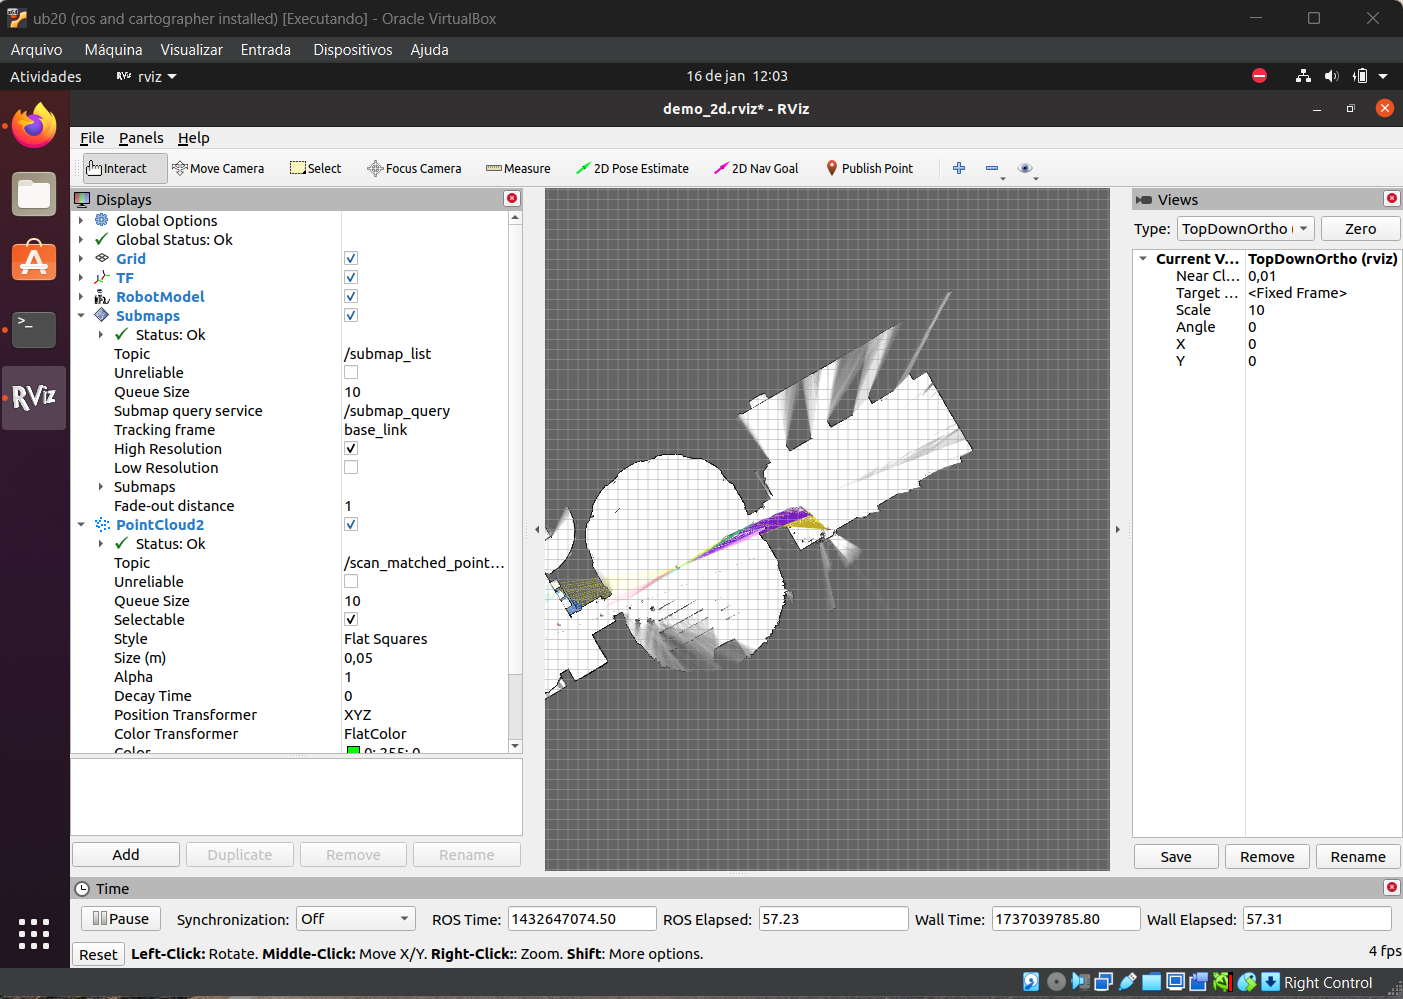 ub20 (ros and cartographer installed) [Executando] - Oracle VirtualBox
Arquivo Máquina Visualizar Entrada Dispositivos Ajuda
Atividades rviz 16 de jan 12:03
demo_2d.rviz* - RViz
File Panels Help
Interact Move Camera Select Focus Camera Measure 2D Pose Estimate 2D Nav Goal Publish Point
Displays
Global Options
Global Status: Ok
Grid
TF
RobotModel
Submaps
Status: Ok
Topic /submap_list
Unreliable
Queue Size 10
Submap query service /submap_query
Tracking frame base_link
High Resolution
Low Resolution
Submaps
Fade-out distance 1
PointCloud2
Status: Ok
Topic /scan_matched_point...
Unreliable
Queue Size 10
Selectable
Style Flat Squares
Size (m) 0,05
Alpha 1
Decay Time 0
Position Transformer XYZ
Color Transformer FlatColor
Color 0; 255; 0
Add Duplicate Remove Rename
RViz
Views
Type: TopDownOrtho ( Zero
Current V... TopDownOrtho (rviz)
Near Cl... 0,01
Target ... <Fixed Frame>
Scale 10
Angle 0
X 0
Y 0
Save Remove Rename
Time
Pause Synchronization: Off ROS Time: 1432647074.50 ROS Elapsed: 57.23 Wall Time: 1737039785.80 Wall Elapsed: 57.31
Reset Left-Click: Rotate. Middle-Click: Move X/Y. Right-Click:: Zoom. Shift: More options. 4 fps
Right Control